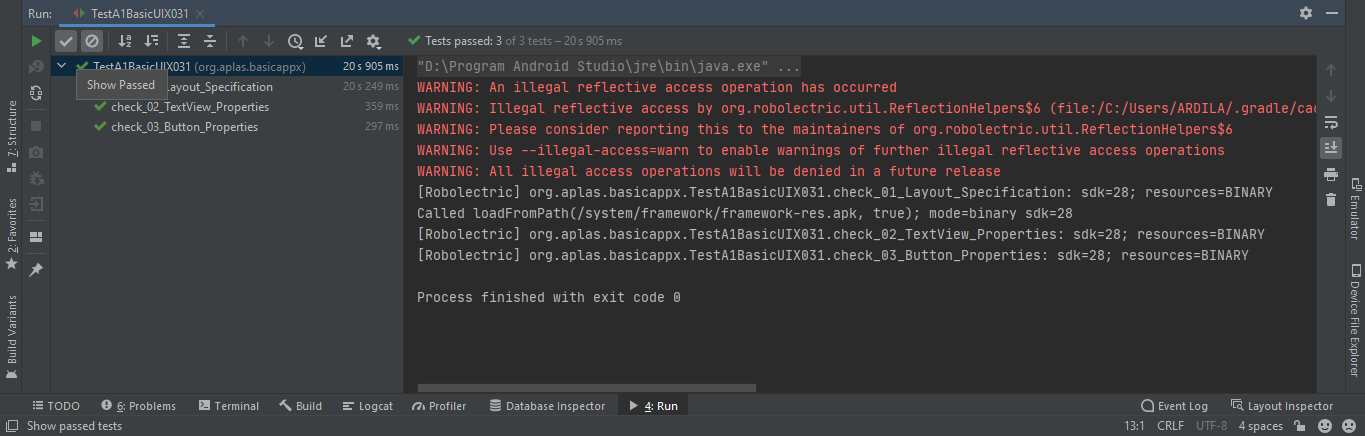 Run: TestA1BasicUIX031
Tests passed: 3 of 3 tests – 20 s 905 ms
TestA1BasicUIX031 (org.aplas.basicappx) 20 s 905 ms
Show Passed
Layout_Specification 20 s 249 ms
check_02_TextView_Properties 359 ms
check_03_Button_Properties 297 ms
"D:\Program Android Studio\jre\bin\java.exe" ...
WARNING: An illegal reflective access operation has occurred
WARNING: Illegal reflective access by org.robolectric.util.ReflectionHelpers$6 (file:/C:/Users/ARDILA/.gradle/cac
WARNING: Please consider reporting this to the maintainers of org.robolectric.util.ReflectionHelpers$6
WARNING: Use --illegal-access=warn to enable warnings of further illegal reflective access operations
WARNING: All illegal access operations will be denied in a future release
[Robolectric] org.aplas.basicappx.TestA1BasicUIX031.check_01_Layout_Specification: sdk=28; resources=BINARY
Called loadFromPath(/system/framework/framework-res.apk, true); mode=binary sdk=28
[Robolectric] org.aplas.basicappx.TestA1BasicUIX031.check_02_TextView_Properties: sdk=28; resources=BINARY
[Robolectric] org.aplas.basicappx.TestA1BasicUIX031.check_03_Button_Properties: sdk=28; resources=BINARY
Process finished with exit code 0
7: Structure
2: Favorites
Build Variants
Emulator
Device File Explorer
TODO 6: Problems Terminal Build Logcat Profiler Database Inspector 4: Run Event Log Layout Inspector
Show passed tests 13:1 CRLF UTF-8 4 spaces